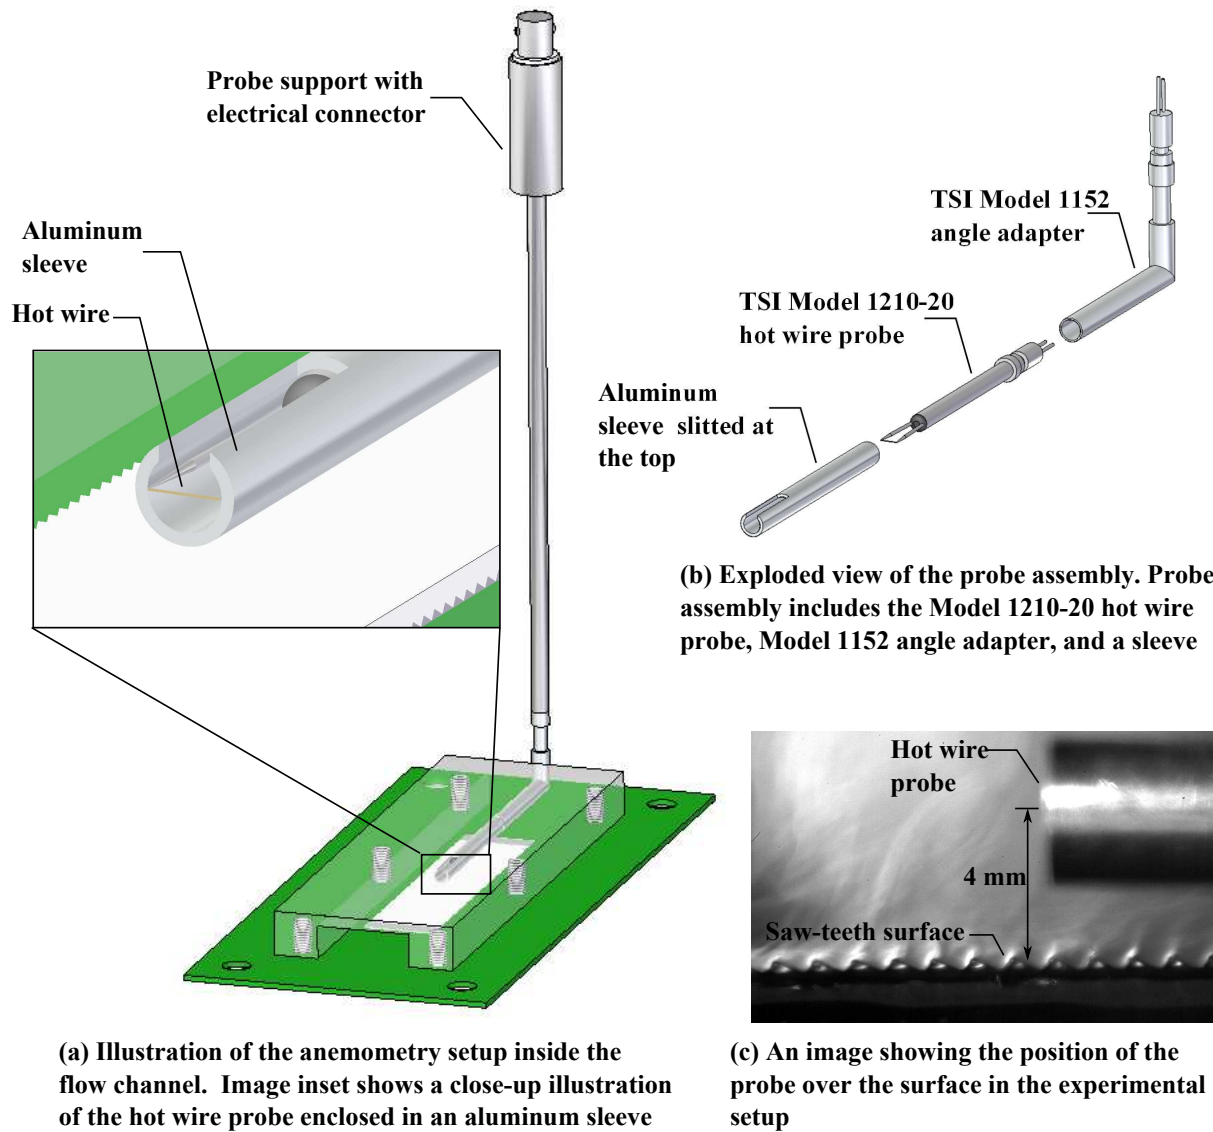 Probe support with
electrical connector
Aluminum
sleeve
Hot wire
(a) Illustration of the anemometry setup inside the
flow channel.  Image inset shows a close-up illustration
of the hot wire probe enclosed in an aluminum sleeve
TSI Model 1152
angle adapter
TSI Model 1210-20
hot wire probe
Aluminum
sleeve  slitted at
the top
(b) Exploded view of the probe assembly. Probe
assembly includes the Model 1210-20 hot wire
probe, Model 1152 angle adapter, and a sleeve
Hot wire
probe
4 mm
Saw-teeth surface
(c) An image showing the position of the
probe over the surface in the experimental
setup